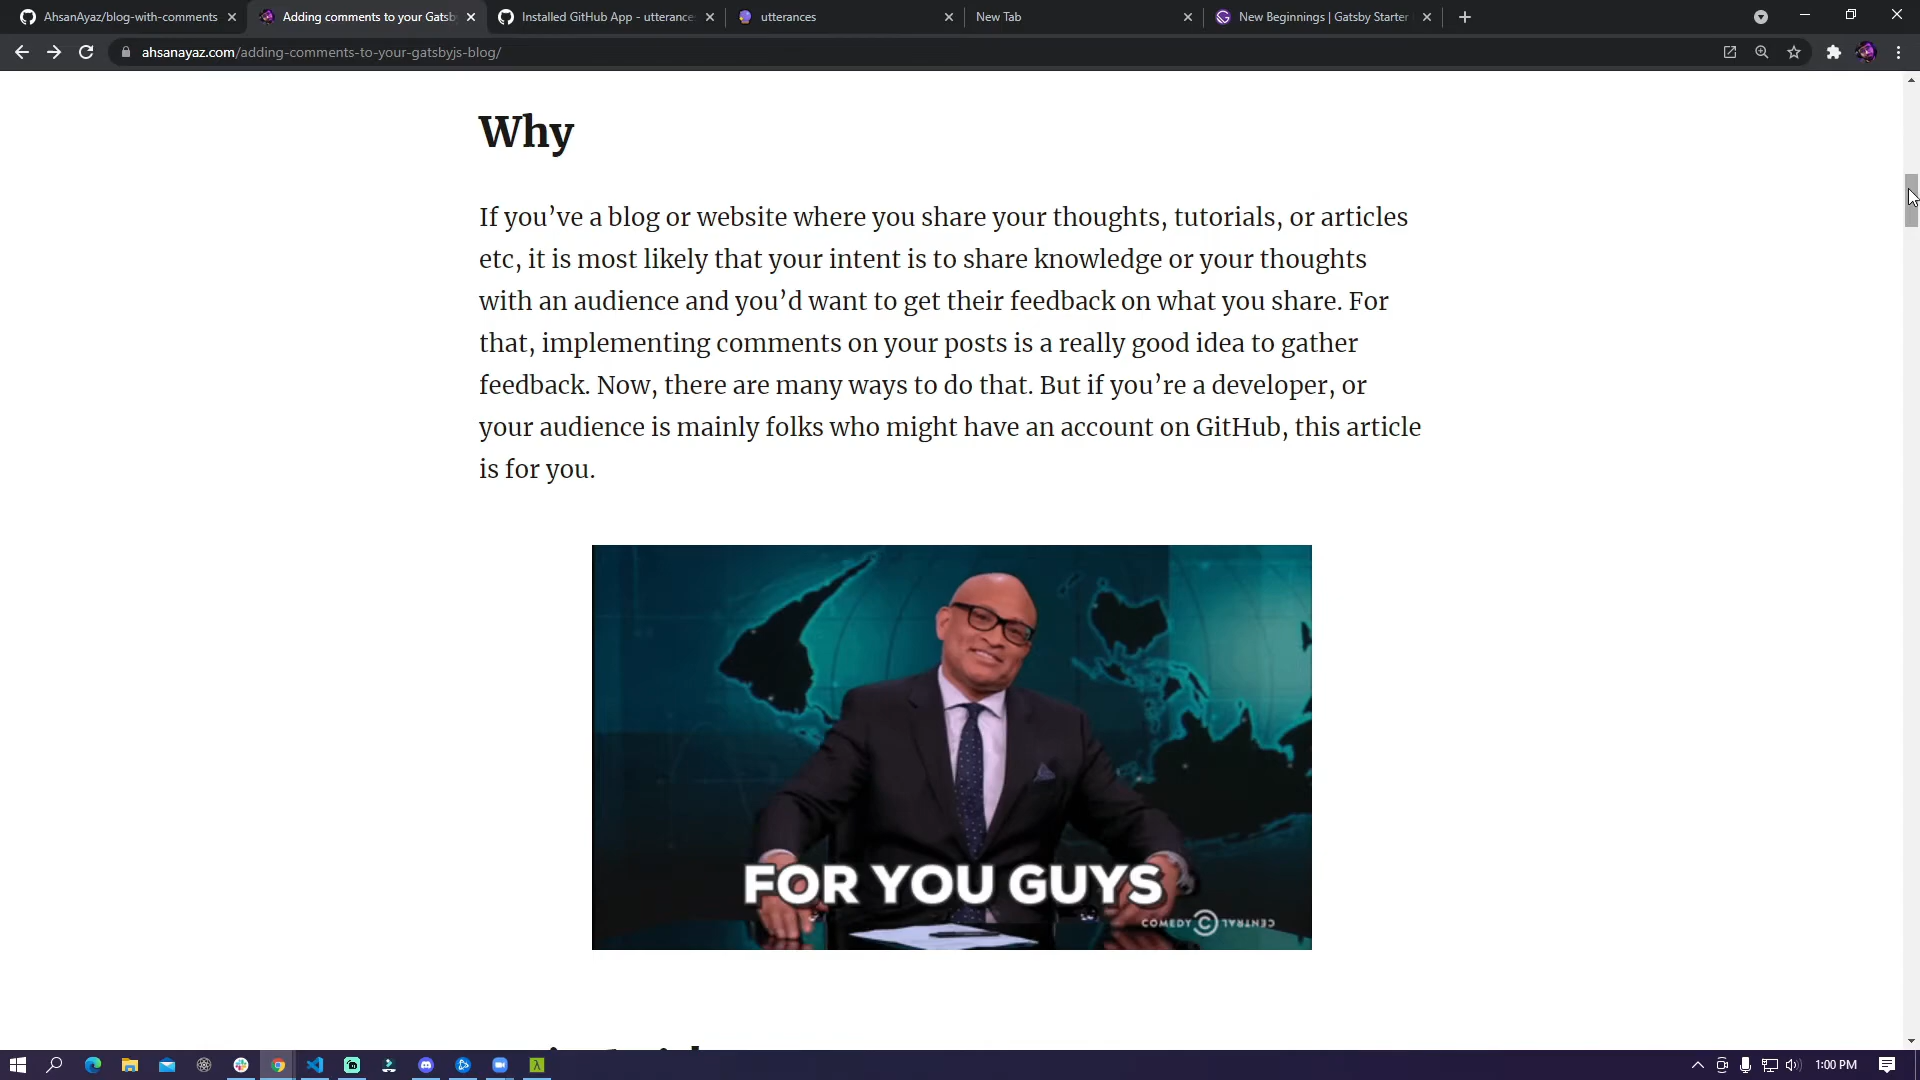 AhsanAyaz/blog-with-comments
Adding comments to your Gatsb
Installed GitHub App - utterance
utterances
New Tab
New Beginnings | Gatsby Starter
ahsanayaz.com/adding-comments-to-your-gatsbyjs-blog/
Why
If you’ve a blog or website where you share your thoughts, tutorials, or articles
etc, it is most likely that your intent is to share knowledge or your thoughts
with an audience and you’d want to get their feedback on what you share. For
that, implementing comments on your posts is a really good idea to gather
feedback. Now, there are many ways to do that. But if you’re a developer, or
your audience is mainly folks who might have an account on GitHub, this article
is for you.
FOR YOU GUYS
COMEDY CENTRAL
1:00 PM